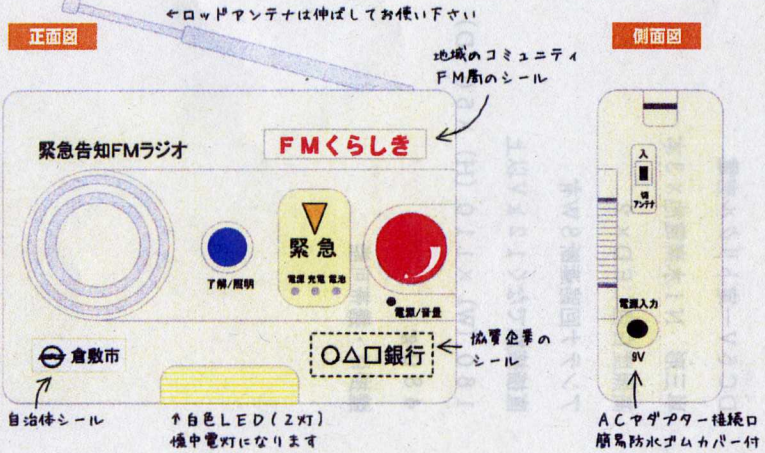 ←ロッドアンテナは伸ばしてお使い下さい
正面図
側面図
地域のコミュニティ
FM局のシール
緊急告知FMラジオ
FMくらしき
入
切
アンテナ
緊急
了解/照明
電源 充電 電池
電源/音量
電源入力
9V
倉敷市
○△□銀行
←協賛企業の
シール
自治体シール
↑白色LED(2灯)
懐中電灯になります
ACアダプター接続口
簡易防水ゴムカバー付